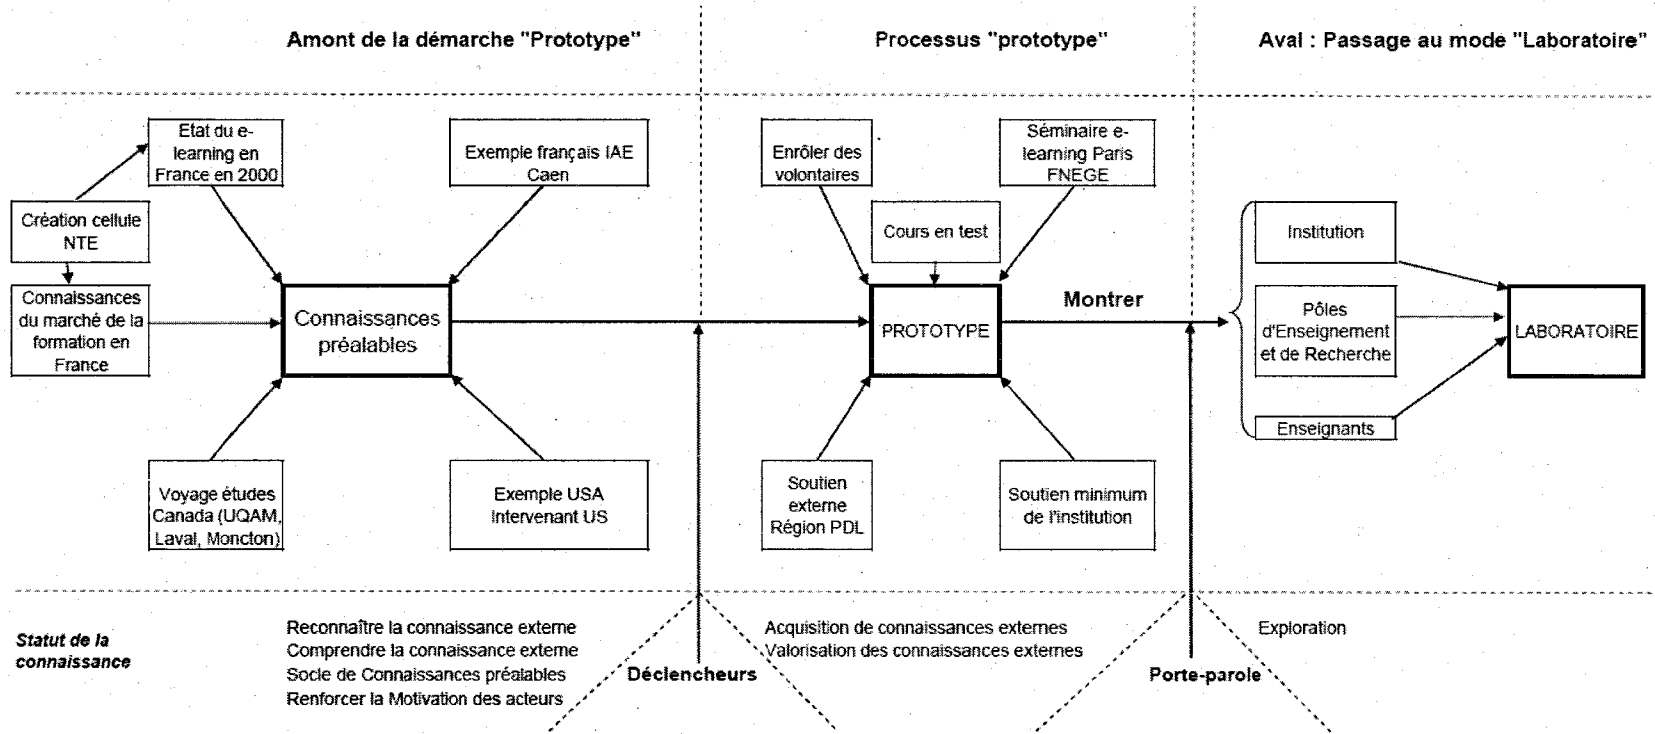 Amont de la démarche "Prototype"
Processus "prototype"
Aval : Passage au mode "Laboratoire"
Etat du e-
learning en
France en 2000
Exemple français IAE
Caen
Création cellule
NTE
Connaissances
du marché de la
formation en
France
Connaissances
préalables
Voyage études
Canada (UQAM,
Laval, Moncton)
Exemple USA
Intervenant US
Enrôler des
volontaires
Séminaire e-
learning Paris
FNEGE
Cours en test
PROTOTYPE
Montrer
Soutien
externe
Région PDL
Soutien minimum
de l'institution
Institution
Pôles
d'Enseignement
et de Recherche
Enseignants
LABORATOIRE
Statut de la
connaissance
Reconnaître la connaissance externe
Comprendre la connaissance externe
Socle de Connaissances préalables
Renforcer la Motivation des acteurs
Déclencheurs
Acquisition de connaissances externes
Valorisation des connaissances externes
Porte-parole
Exploration